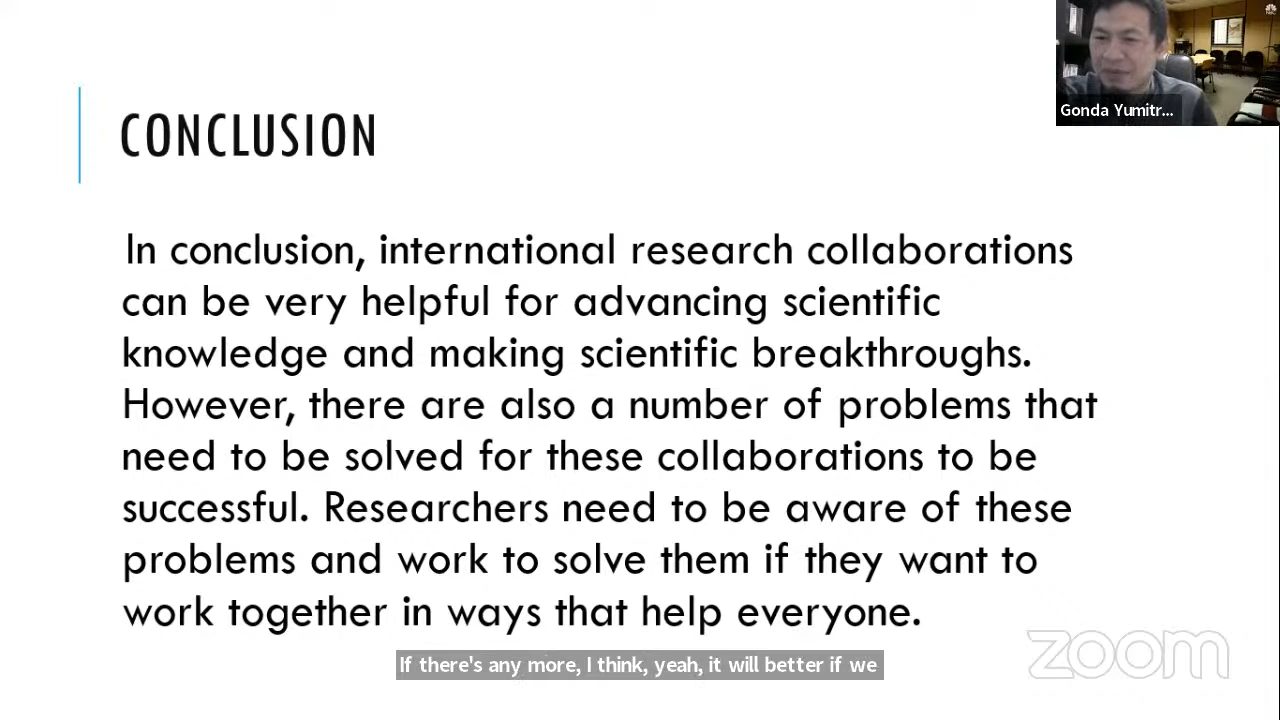 CONCLUSION
Gonda Yumitr...
In conclusion, international research collaborations
can be very helpful for advancing scientific
knowledge and making scientific breakthroughs.
However, there are also a number of problems that
need to be solved for these collaborations to be
successful. Researchers need to be aware of these
problems and work to solve them if they want to
work together in ways that help everyone.
If there's any more, I think, yeah, it will better if we
zoom